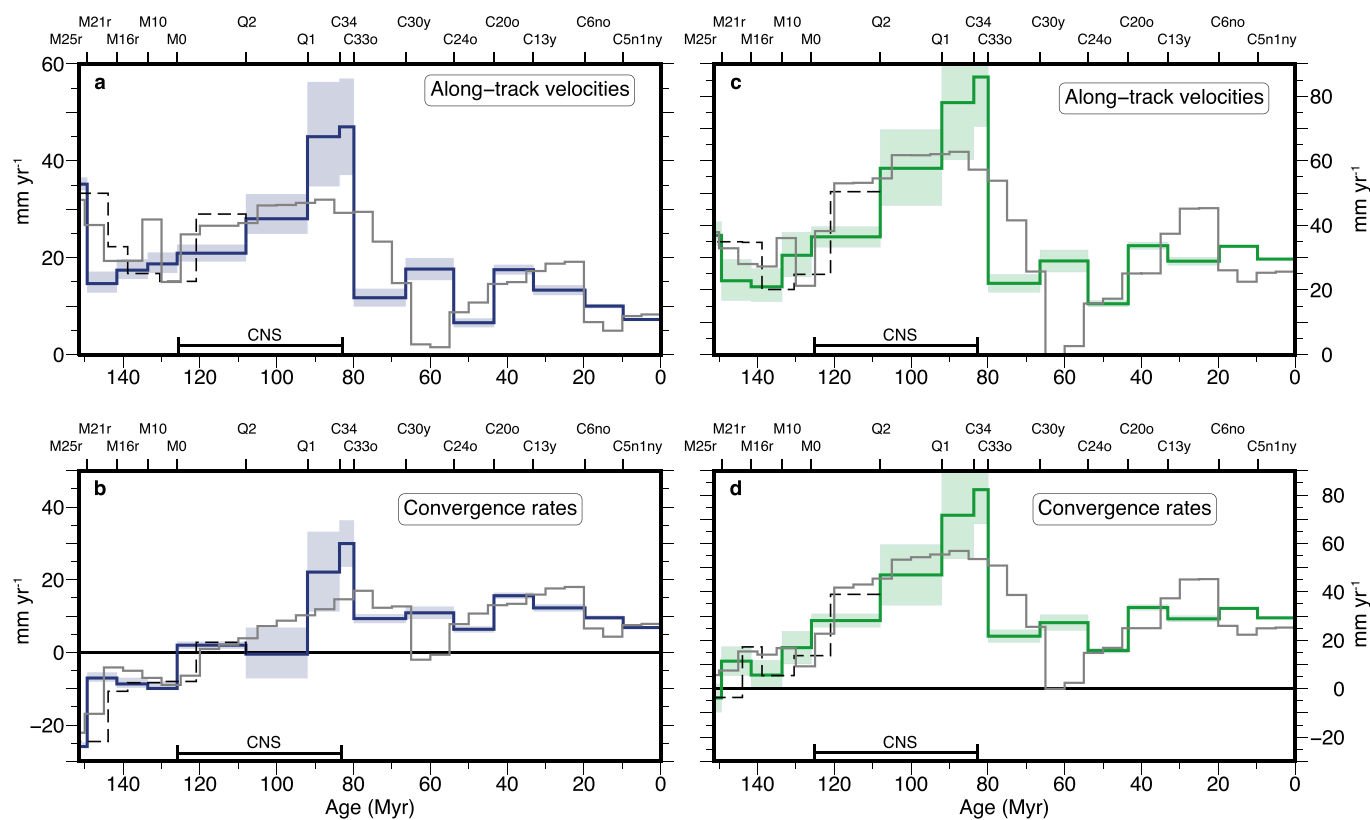 M21r M10 Q2 C34 C30y C20o C6no
M25r M16r M0 Q1 C33o C24o C13y C5n1ny
60
40
20
0
mm yr-1
a
Along−track velocities
CNS
140 120 100 80 60 40 20 0
M21r M10 Q2 C34 C30y C20o C6no
M25r M16r M0 Q1 C33o C24o C13y C5n1ny
c
Along−track velocities
80
60
40
20
0
mm yr-1
CNS
140 120 100 80 60 40 20 0
M21r M10 Q2 C34 C30y C20o C6no
M25r M16r M0 Q1 C33o C24o C13y C5n1ny
40
20
0
−20
mm yr-1
b
Convergence rates
CNS
140 120 100 80 60 40 20 0
Age (Myr)
M21r M10 Q2 C34 C30y C20o C6no
M25r M16r M0 Q1 C33o C24o C13y C5n1ny
d
Convergence rates
80
60
40
20
0
−20
mm yr-1
CNS
140 120 100 80 60 40 20 0
Age (Myr)